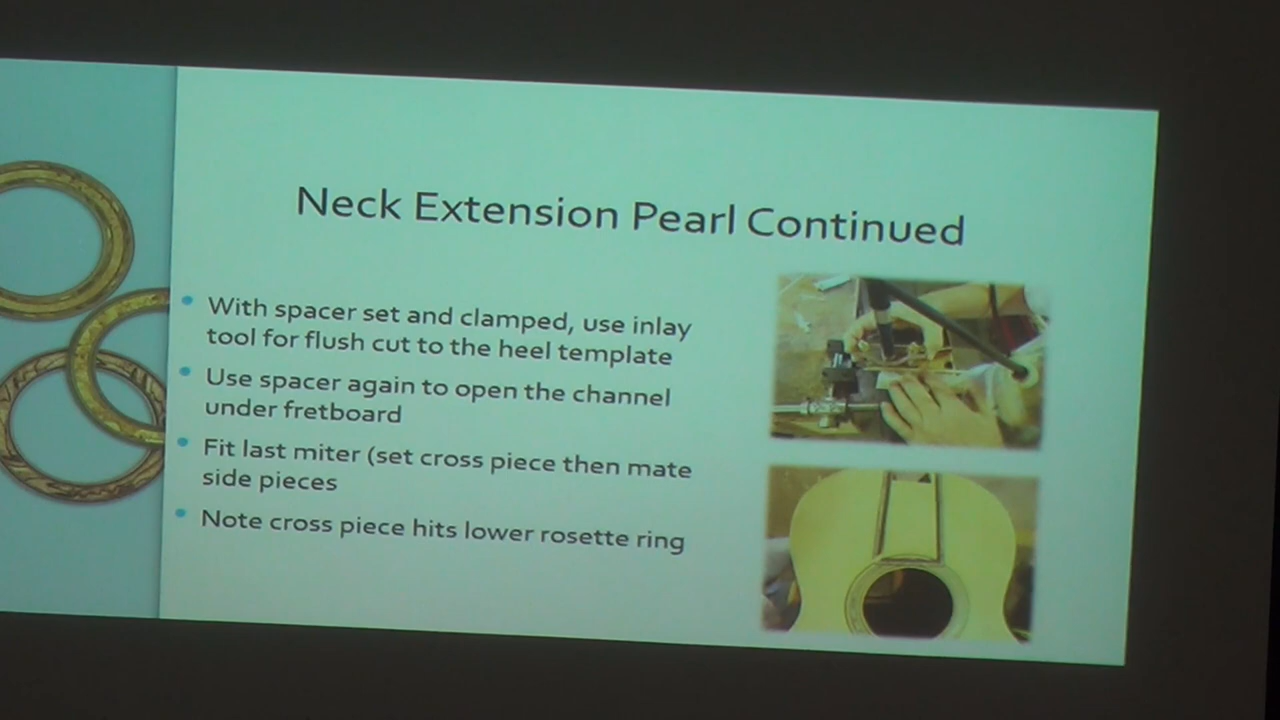 Neck Extension Pearl Continued
With spacer set and clamped, use inlay
tool for flush cut to the heel template
Use spacer again to open the channel
under fretboard
Fit last miter (set cross piece then mate
side pieces
Note cross piece hits lower rosette ring